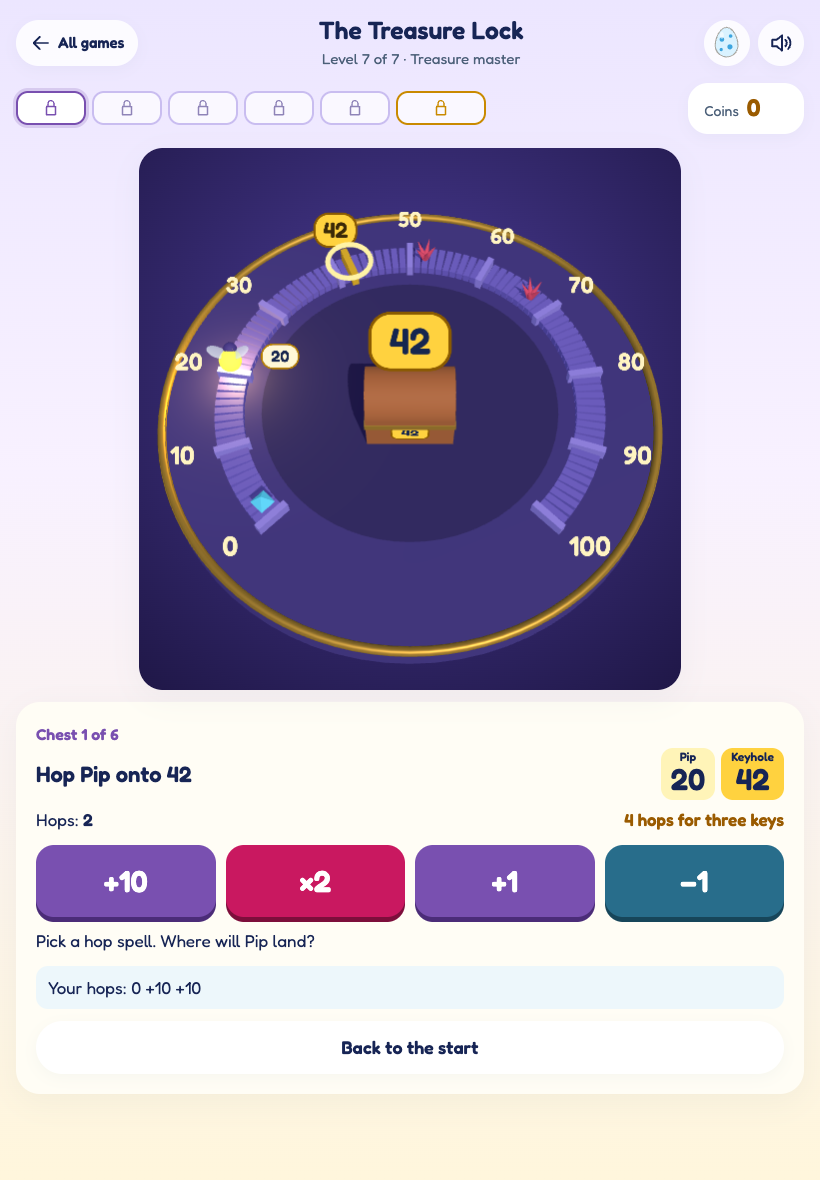 All games
The Treasure Lock
Level 7 of 7 · Treasure master
Coins 0
42
50
60
30
70
42
20
20
80
42
10
90
0
100
Chest 1 of 6
Hop Pip onto 42
Pip
20
Keyhole
42
Hops: 2
4 hops for three keys
+10
×2
+1
−1
Pick a hop spell. Where will Pip land?
Your hops: 0 +10 +10
Back to the start